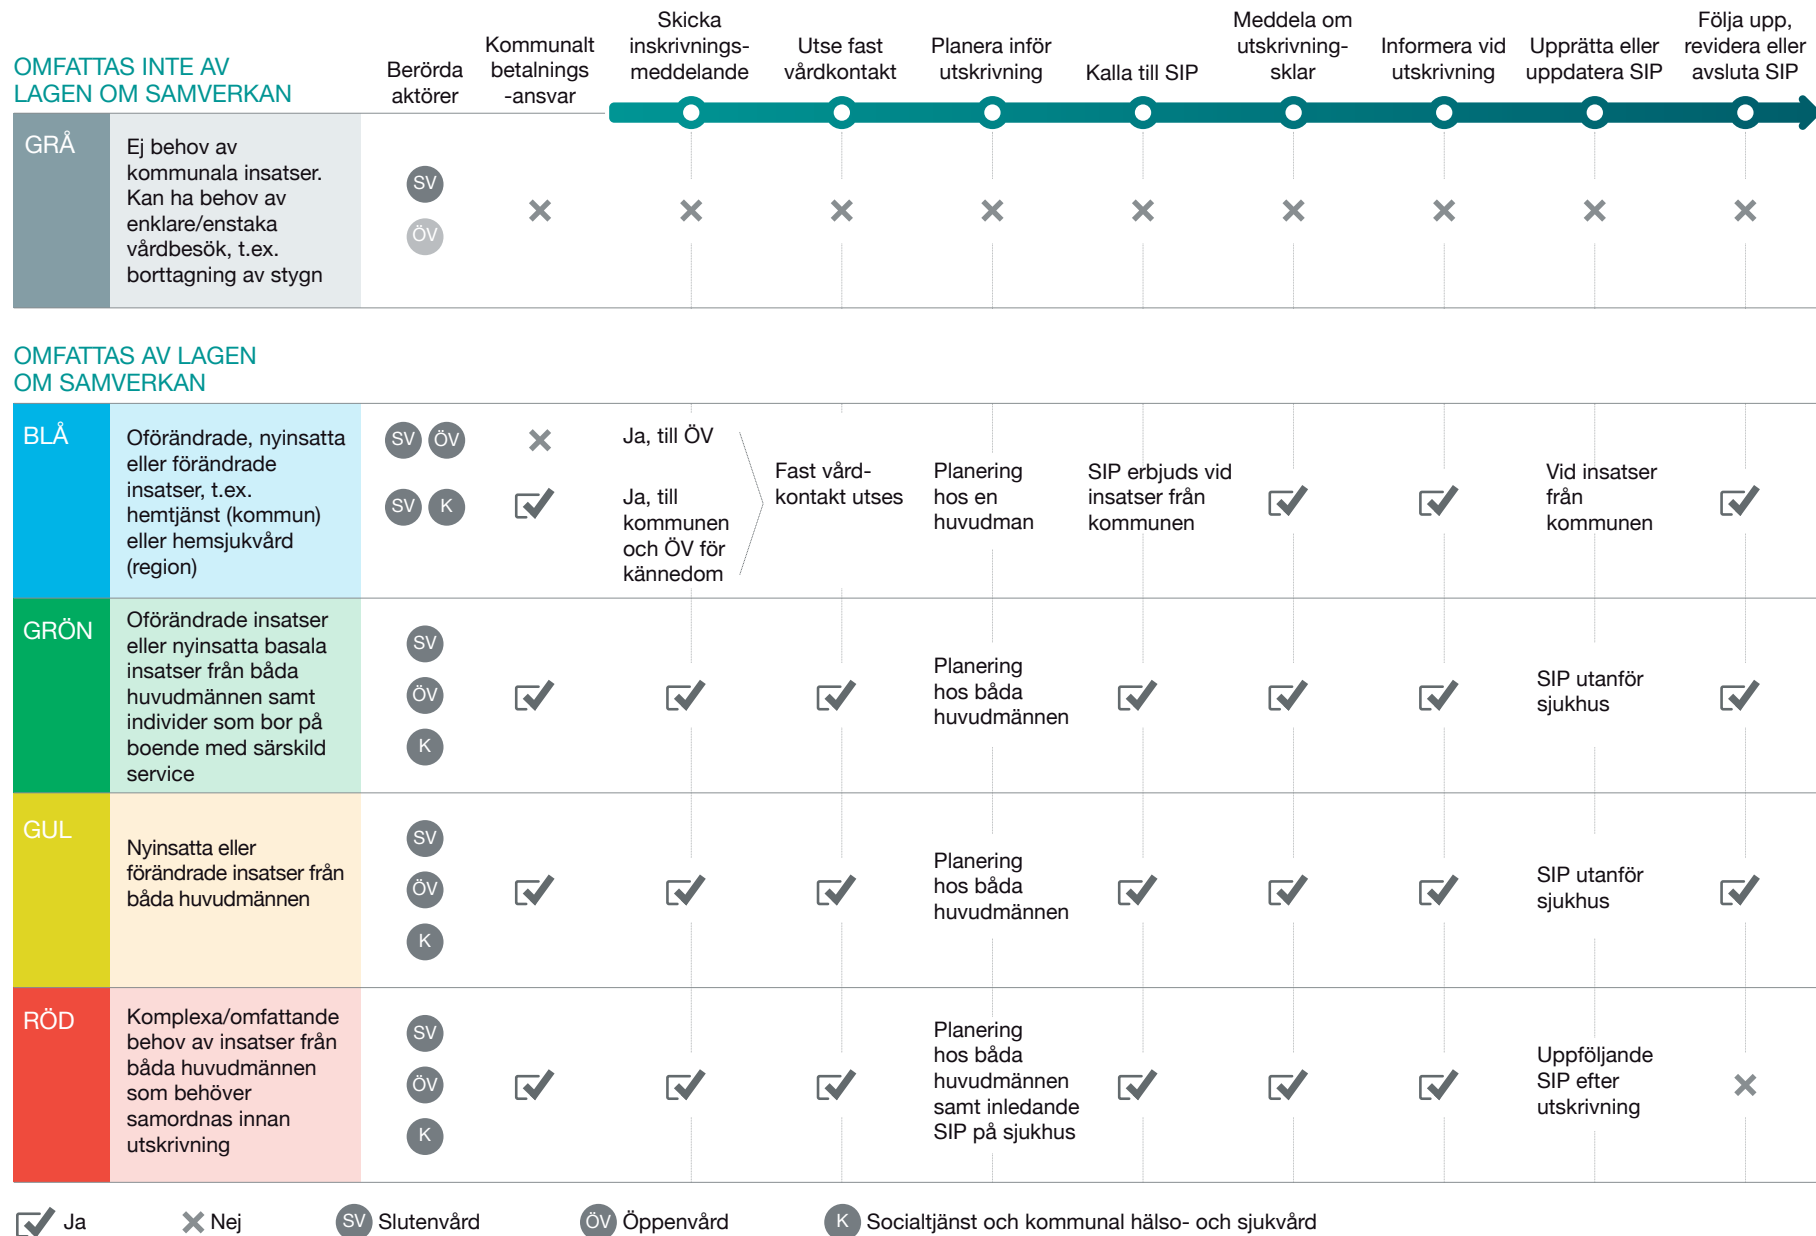 OMFATTAS INTE AV
LAGEN OM SAMVERKAN
Berörda
aktörer
Kommunalt
betalnings
-ansvar
Skicka
inskrivnings-
meddelande
Utse fast
vårdkontakt
Planera inför
utskrivning
Kalla till SIP
Meddela om
utskrivning-
sklar
Informera vid
utskrivning
Upprätta eller
uppdatera SIP
Följa upp,
revidera eller
avsluta SIP
GRÅ
Ej behov av
kommunala insatser.
Kan ha behov av
enklare/enstaka
vårdbesök, t.ex.
borttagning av stygn
SV
ÖV
OMFATTAS AV LAGEN
OM SAMVERKAN
BLÅ
Oförändrade, nyinsatta
eller förändrade
insatser, t.ex.
hemtjänst (kommun)
eller hemsjukvård
(region)
SV ÖV
SV K
Ja, till ÖV
Ja, till
kommunen
och ÖV för
kännedom
Fast vård-
kontakt utses
Planering
hos en
huvudman
SIP erbjuds vid
insatser från
kommunen
Vid insatser
från
kommunen
GRÖN
Oförändrade insatser
eller nyinsatta basala
insatser från båda
huvudmännen samt
individer som bor på
boende med särskild
service
SV
ÖV
K
Planering
hos båda
huvudmännen
SIP utanför
sjukhus
GUL
Nyinsatta eller
förändrade insatser från
båda huvudmännen
SV
ÖV
K
Planering
hos båda
huvudmännen
SIP utanför
sjukhus
RÖD
Komplexa/omfattande
behov av insatser från
båda huvudmännen
som behöver
samordnas innan
utskrivning
SV
ÖV
K
Planering
hos båda
huvudmännen
samt inledande
SIP på sjukhus
Uppföljande
SIP efter
utskrivning
Ja
Nej
SV Slutenvård
ÖV Öppenvård
K Socialtjänst och kommunal hälso- och sjukvård